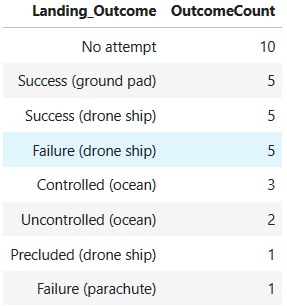 Landing_Outcome OutcomeCount
No attempt 10
Success (ground pad) 5
Success (drone ship) 5
Failure (drone ship) 5
Controlled (ocean) 3
Uncontrolled (ocean) 2
Precluded (drone ship) 1
Failure (parachute) 1